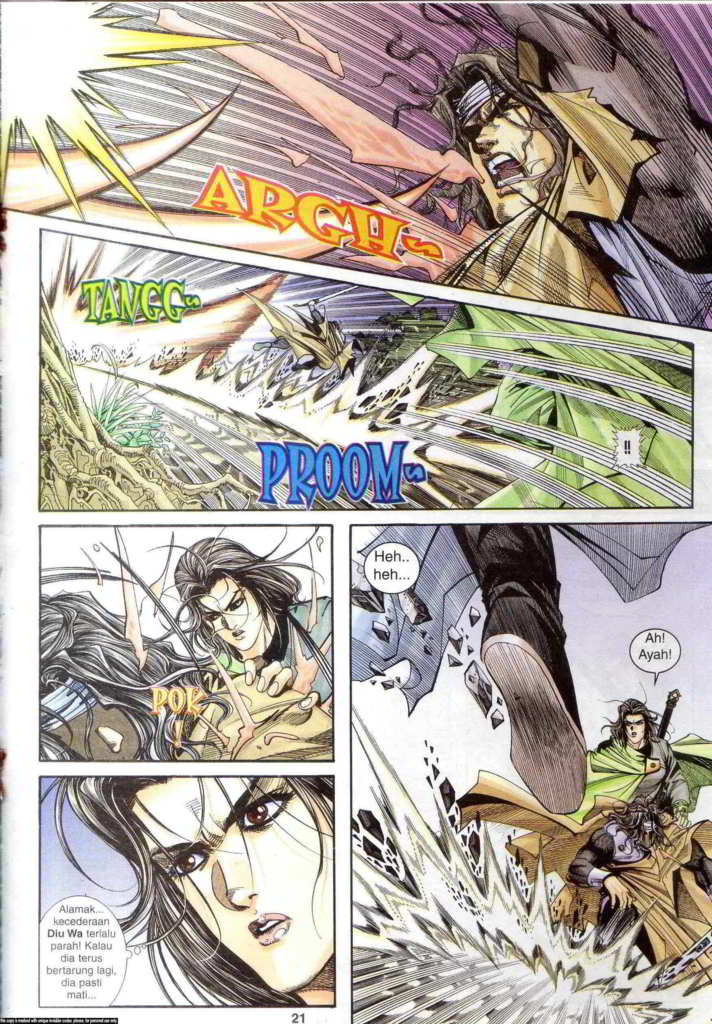 ARGH~
TANGG~
PROOM~
!!
POK
!
Heh..
heh...
Ah!
Ayah!
Alamak...
kecederaan
Diu Wa terlalu
parah! Kalau
dia terus
bertarung lagi,
dia pasti
mati...
21